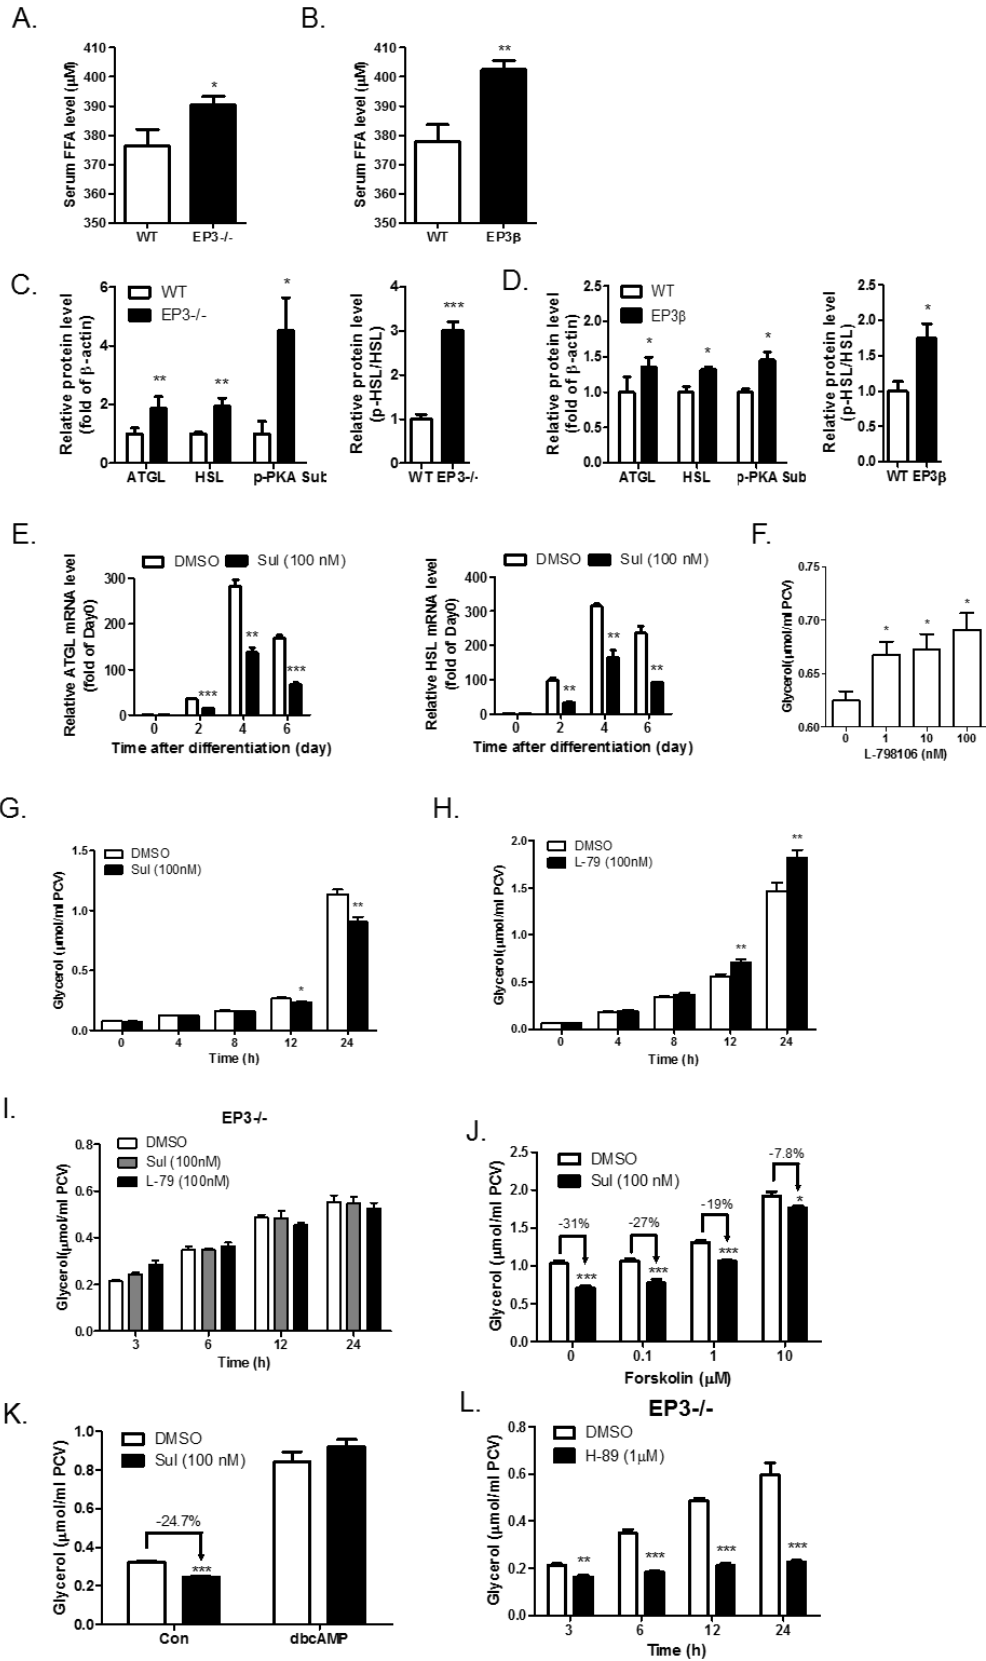 A.
B.
Serum FFA level (μM)
410
400
390
380
370
360
350
*
WT
EP3-/-
Serum FFA level (μM)
410
400
390
380
370
360
350
**
WT
EP3β
C.
Relative protein level
(fold of β-actin)
6
4
2
0
WT
EP3-/-
**
**
*
ATGL
HSL
p-PKA Sub
Relative protein level
(p-HSL/HSL)
4
3
2
1
0
***
WT EP3-/-
D.
Relative protein level
(fold of β-actin)
2.5
2.0
1.5
1.0
0.5
0.0
WT
EP3β
*
*
*
ATGL
HSL
p-PKA Sub
Relative protein level
(p-HSL/HSL)
2.5
2.0
1.5
1.0
0.5
0.0
*
WT EP3β
E.
Relative ATGL mRNA level
(fold of Day0)
DMSO
Sul (100 nM)
300
200
100
0
***
**
***
0
2
4
6
Time after differentiation (day)
Relative HSL mRNA level
(fold of Day0)
DMSO
Sul (100 nM)
400
300
200
100
0
**
**
**
0
2
4
6
Time after differentiation (day)
F.
Glycerol(μmol/ml PCV)
0.75
0.70
0.65
0.60
*
*
*
0
1
10
100
L-798106 (nM)
G.
Glycerol (μmol/ml PCV)
1.5
1.0
0.5
0.0
DMSO
Sul (100nM)
*
**
0
4
8
12
24
Time (h)
H.
Glycerol(μmol/ml PCV)
2.0
1.5
1.0
0.5
0.0
DMSO
L-79 (100nM)
**
**
0
4
8
12
24
Time (h)
I.
EP3-/-
Glycerol(μmol/ml PCV)
0.8
0.6
0.4
0.2
0.0
DMSO
Sul (100nM)
L-79 (100nM)
3
6
12
24
Time (h)
J.
Glycerol (μmol/ml PCV)
2.5
2.0
1.5
1.0
0.5
0.0
DMSO
Sul (100 nM)
-31%
***
-27%
***
-19%
***
-7.8%
*
0
0.1
1
10
Forskolin (μM)
K.
Glycerol (μmol/ml PCV)
1.0
0.8
0.6
0.4
0.2
0.0
DMSO
Sul (100 nM)
-24.7%
***
Con
dbcAMP
L.
EP3-/-
Glycerol (μmol/ml PCV)
0.8
0.6
0.4
0.2
0.0
DMSO
H-89 (1μM)
**
***
***
***
3
6
12
24
Time (h)